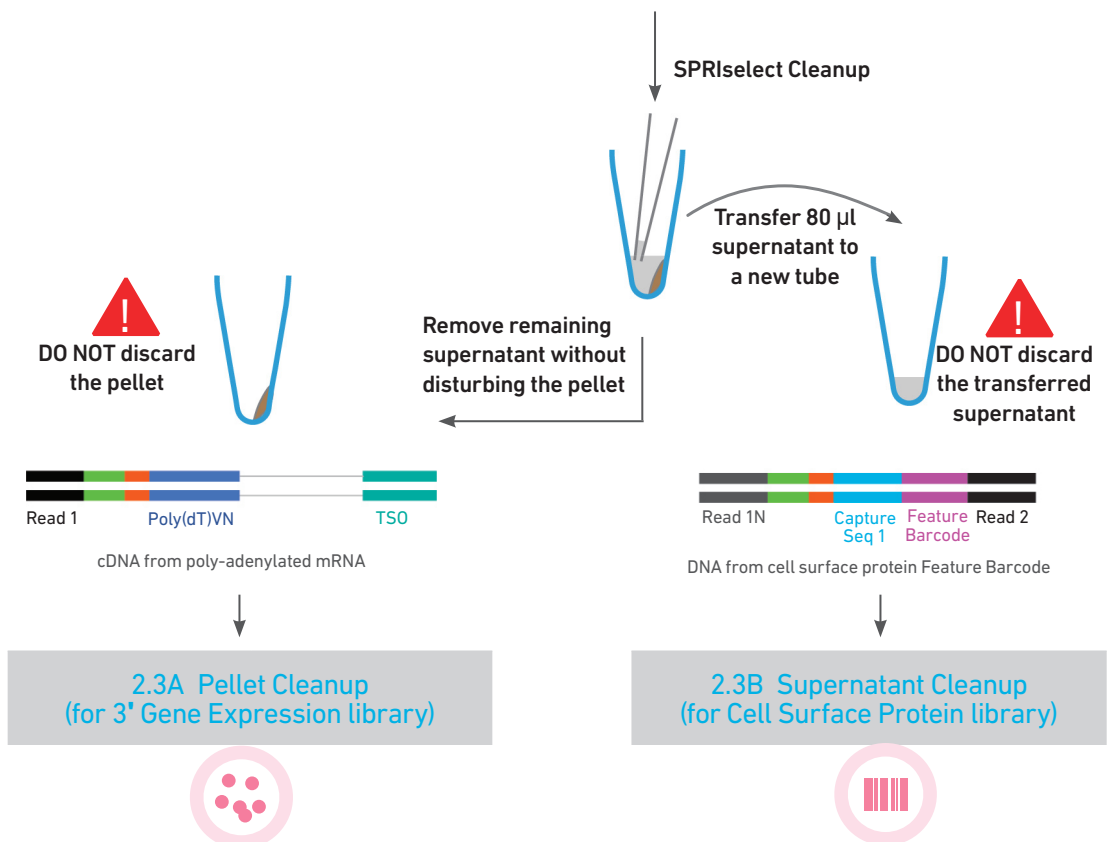 SPRIselect Cleanup
Transfer 80 µl
supernatant to
a new tube
!
DO NOT discard
the pellet
Remove remaining
supernatant without
disturbing the pellet
!
DO NOT discard
the transferred
supernatant
Read 1
Poly(dT)VN
TSO
cDNA from poly-adenylated mRNA
Read 1N
Capture
Seq 1
Feature
Barcode
Read 2
DNA from cell surface protein Feature Barcode
2.3A Pellet Cleanup
(for 3' Gene Expression library)
2.3B Supernatant Cleanup
(for Cell Surface Protein library)